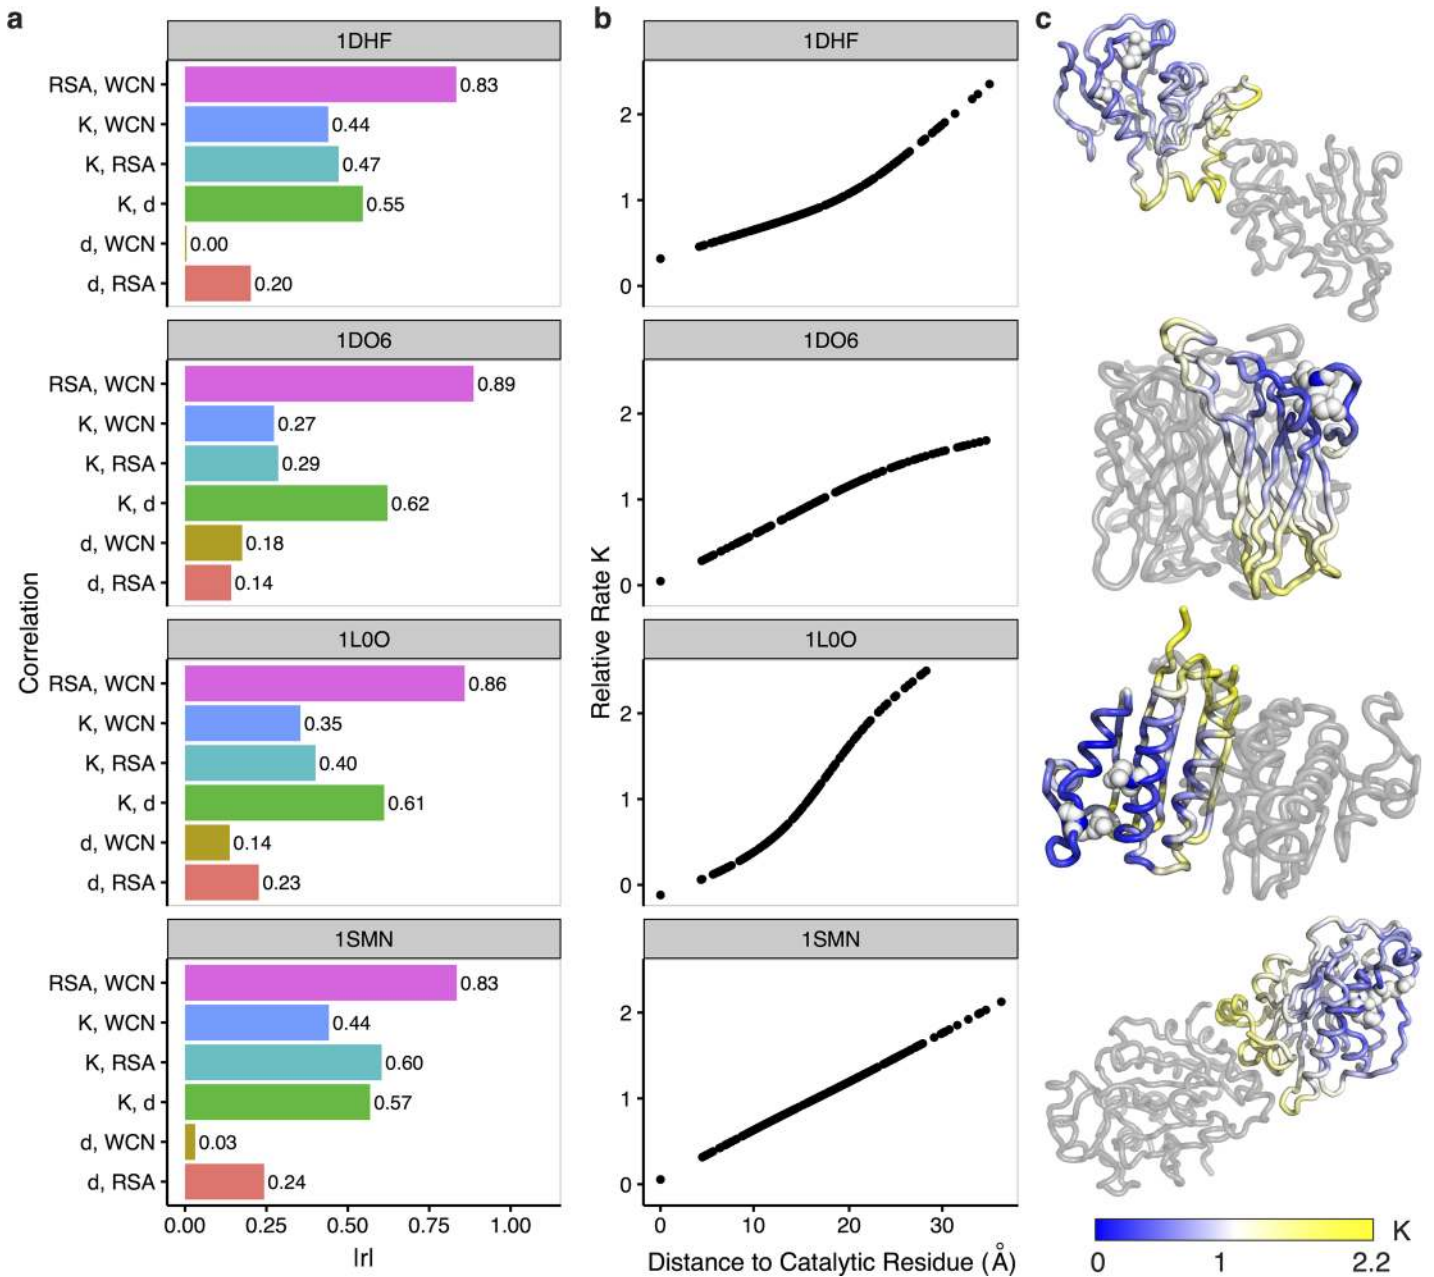 a
1DHF
RSA, WCN
0.83
K, WCN
0.44
K, RSA
0.47
K, d
0.55
d, WCN
0.00
d, RSA
0.20
1DO6
RSA, WCN
0.89
K, WCN
0.27
K, RSA
0.29
K, d
0.62
d, WCN
0.18
d, RSA
0.14
1L0O
RSA, WCN
0.86
K, WCN
0.35
K, RSA
0.40
K, d
0.61
d, WCN
0.14
d, RSA
0.23
1SMN
RSA, WCN
0.83
K, WCN
0.44
K, RSA
0.60
K, d
0.57
d, WCN
0.03
d, RSA
0.24
0.00 0.25 0.50 0.75 1.00
|r|
Correlation
b
1DHF
2
1
0
1DO6
2
1
0
1L0O
2
1
0
1SMN
2
1
0
0 10 20 30
Distance to Catalytic Residue (Å)
Relative Rate K
c
K
0 1 2.2